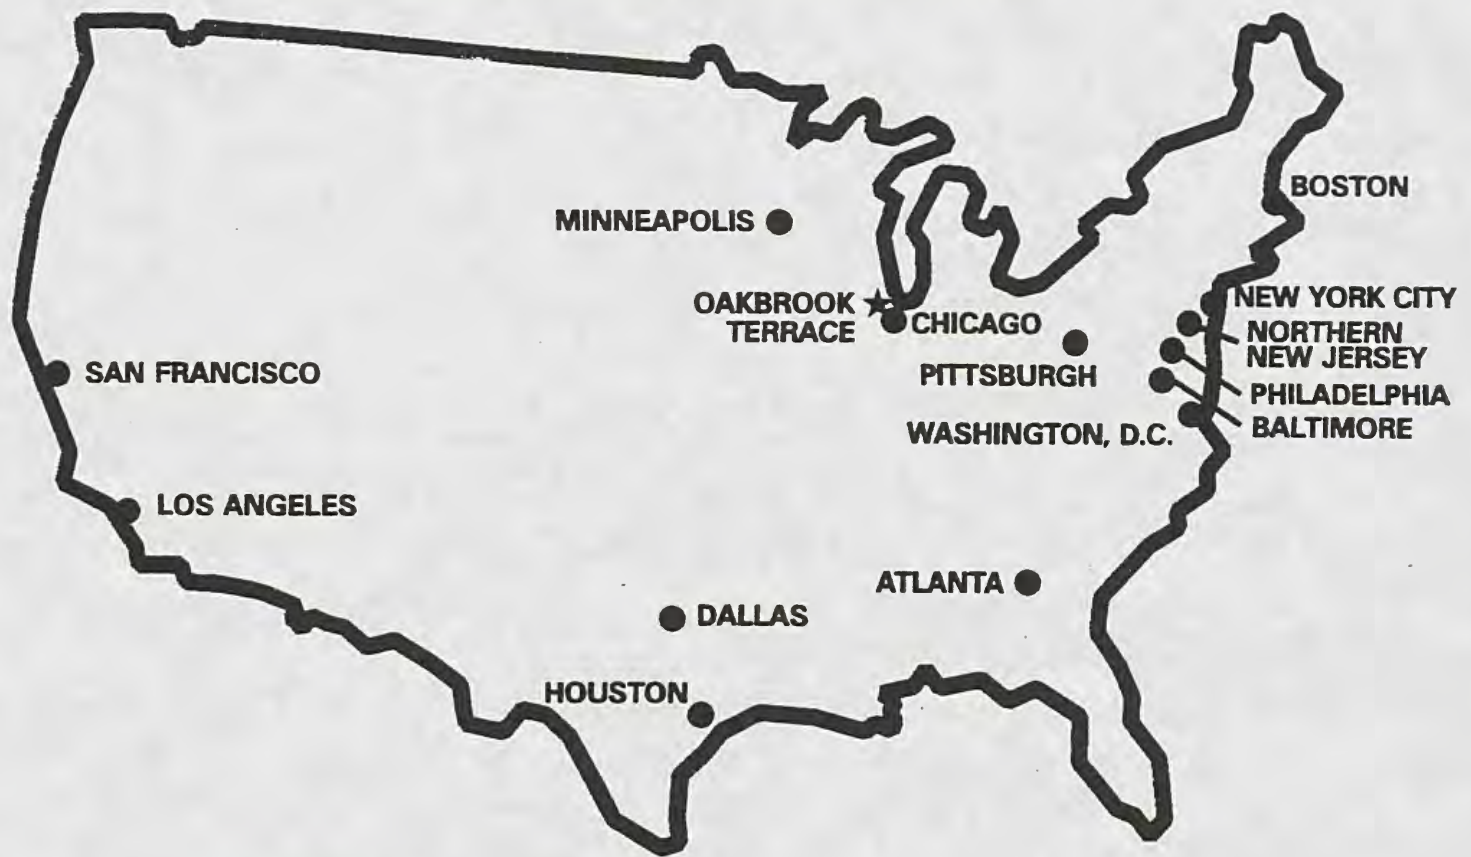 BOSTON
MINNEAPOLIS
OAKBROOK
TERRACE
CHICAGO
NEW YORK CITY
NORTHERN
NEW JERSEY
PITTSBURGH
SAN FRANCISCO
PHILADELPHIA
BALTIMORE
WASHINGTON, D.C.
LOS ANGELES
ATLANTA
DALLAS
HOUSTON